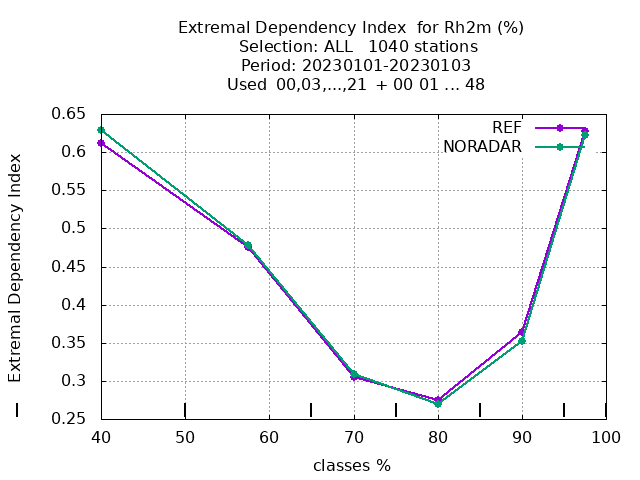 Extremal Dependency Index  for Rh2m (%)
Selection: ALL   1040 stations
Period: 20230101-20230103
Used  00,03,...,21  + 00 01 ... 48
REF
NORADAR
Extremal Dependency Index
0.65
0.6
0.55
0.5
0.45
0.4
0.35
0.3
0.25
40 50 60 70 80 90 100
classes %